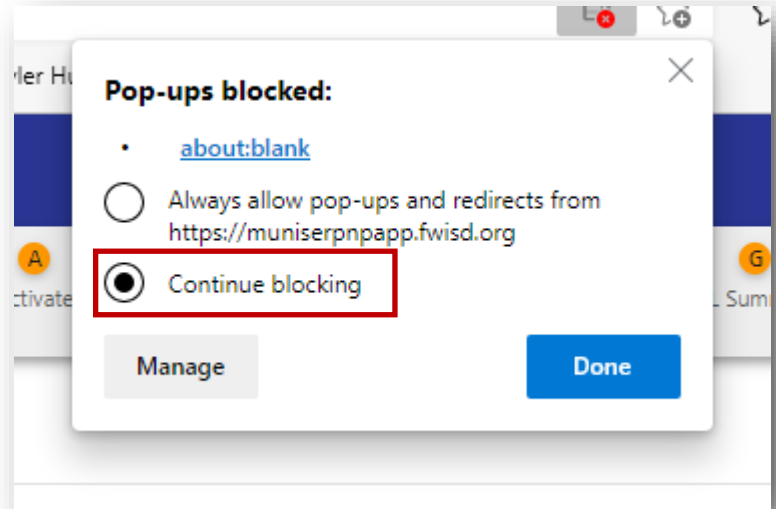 Pop-ups blocked:
• about:blank
Always allow pop-ups and redirects from
https://muniserpnpapp.fwisd.org
Continue blocking
A
G
Manage
Done